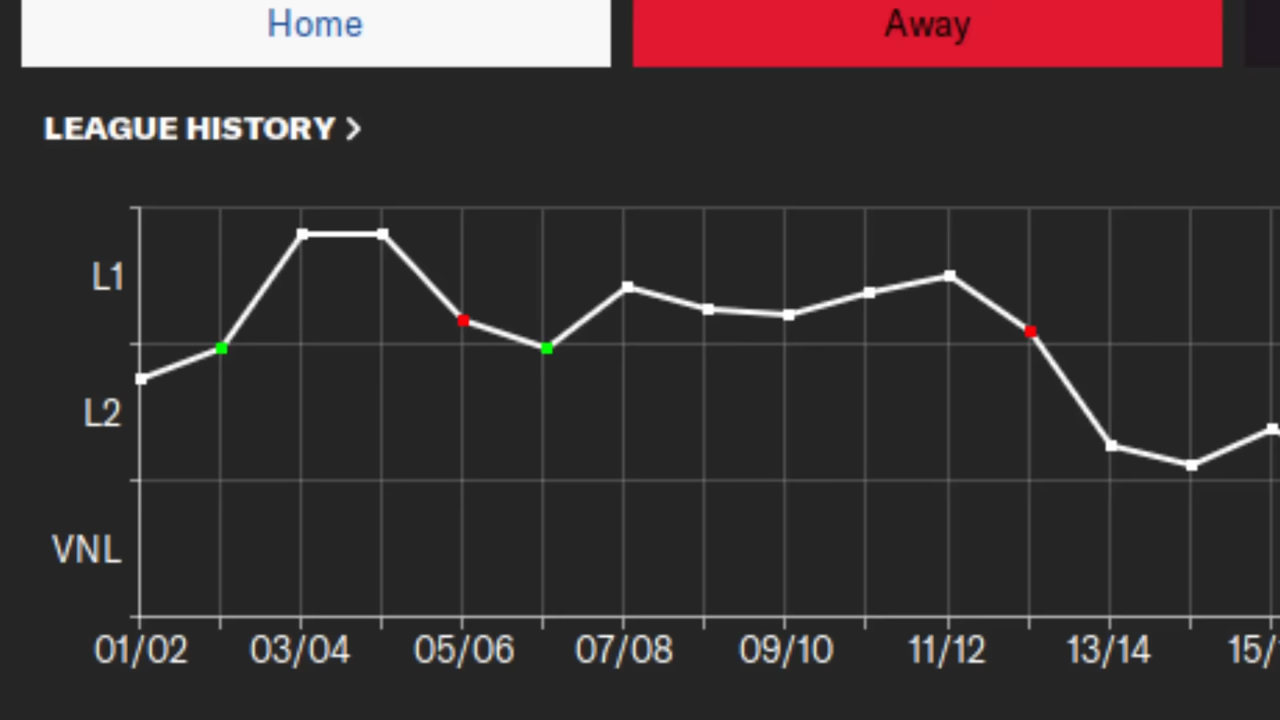 Home
Away
LEAGUE HISTORY >
L1
L2
VNL
01/02 03/04 05/06 07/08 09/10 11/12 13/14 15/